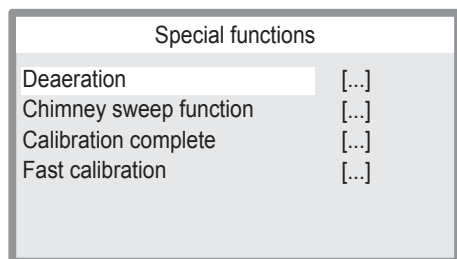 Special functions
Deaeration [...]
Chimney sweep function [...]
Calibration complete [...]
Fast calibration [...]